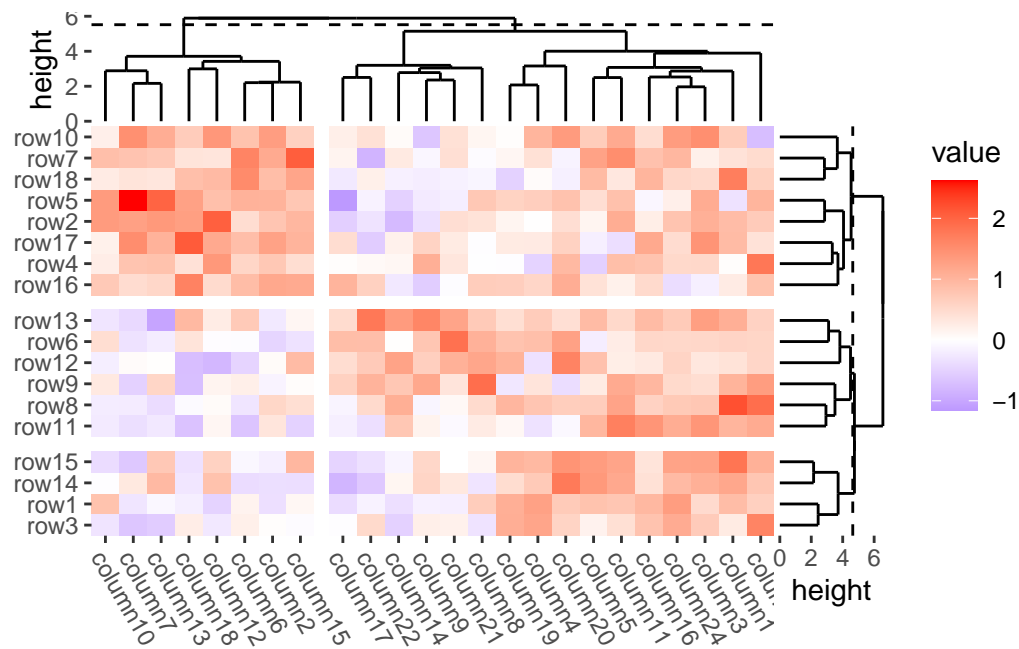 height
6
4
2
0
row10
row7
row18
row5
row2
row17
row4
row16
row13
row6
row12
row9
row8
row11
row15
row14
row1
row3
column10
column7
column13
column18
column12
column6
column2
column15
column17
column22
column14
column9
column21
column8
column19
column4
column20
column5
column11
column16
column24
column3
column1
0 2 4 6
height
value
2
1
0
−1